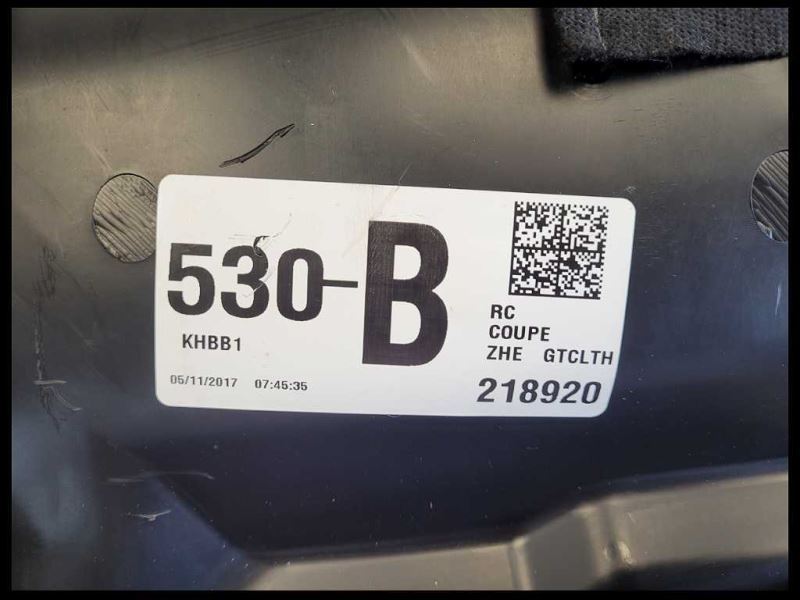 530-B
KHBB1
05/11/2017 07:45:35
RC
COUPE
ZHE GTCLTH
218920